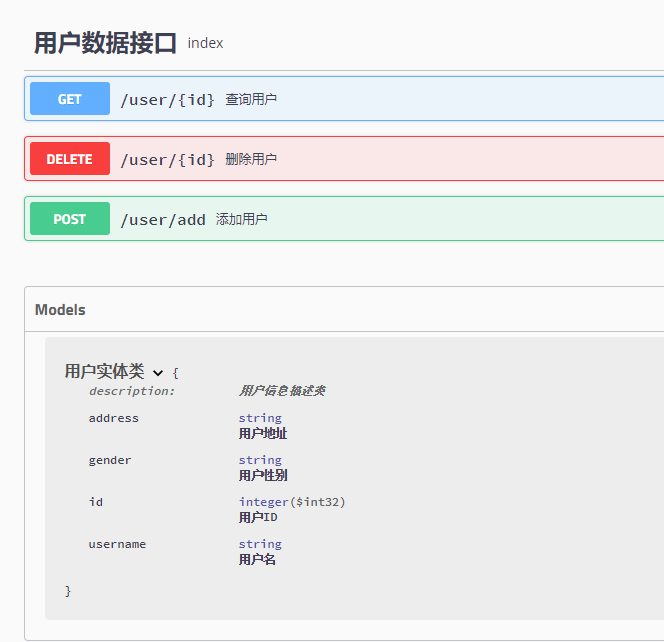 用户数据接口 index
GET /user/{id} 查询用户
DELETE /user/{id} 删除用户
POST /user/add 添加用户
Models
用户实体类 {
description: 用户信息描述类
address string
用户地址
gender string
用户性别
id integer($int32)
用户ID
username string
用户名
}